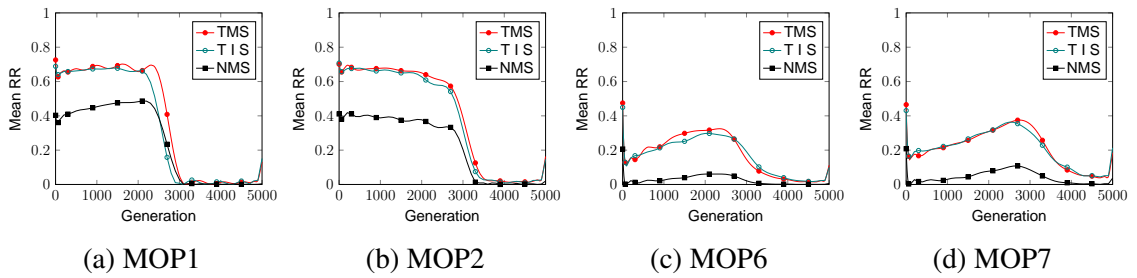 Mean RR
1
0.8
0.6
0.4
0.2
0
0 1000 2000 3000 4000 5000
Generation
TMS
T I S
NMS
(a) MOP1
Mean RR
1
0.8
0.6
0.4
0.2
0
0 1000 2000 3000 4000 5000
Generation
TMS
T I S
NMS
(b) MOP2
Mean RR
1
0.8
0.6
0.4
0.2
0
0 1000 2000 3000 4000 5000
Generation
TMS
T I S
NMS
(c) MOP6
Mean RR
1
0.8
0.6
0.4
0.2
0
0 1000 2000 3000 4000 5000
Generation
TMS
T I S
NMS
(d) MOP7